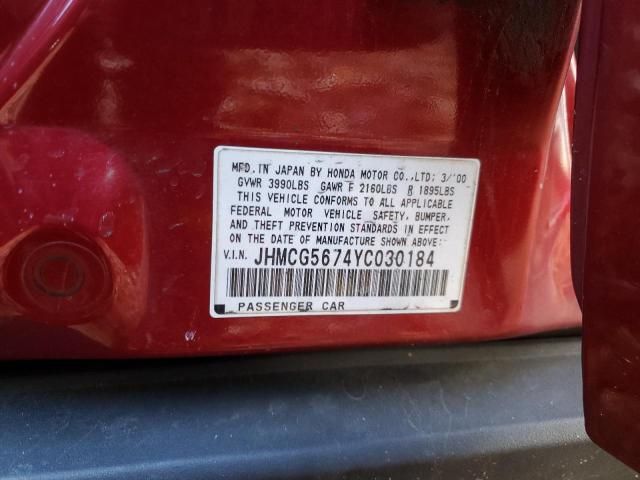 MFD. IN JAPAN BY HONDA MOTOR CO., LTD; 3/'00
GVWR 3990LBS GAWR F 2160LBS R 1895LBS
THIS VEHICLE CONFORMS TO ALL APPLICABLE
FEDERAL MOTOR VEHICLE SAFETY, BUMPER,
AND THEFT PREVENTION STANDARDS IN EFFECT
ON THE DATE OF MANUFACTURE SHOWN ABOVE:
V.I.N. JHMCG5674YC030184
PASSENGER CAR